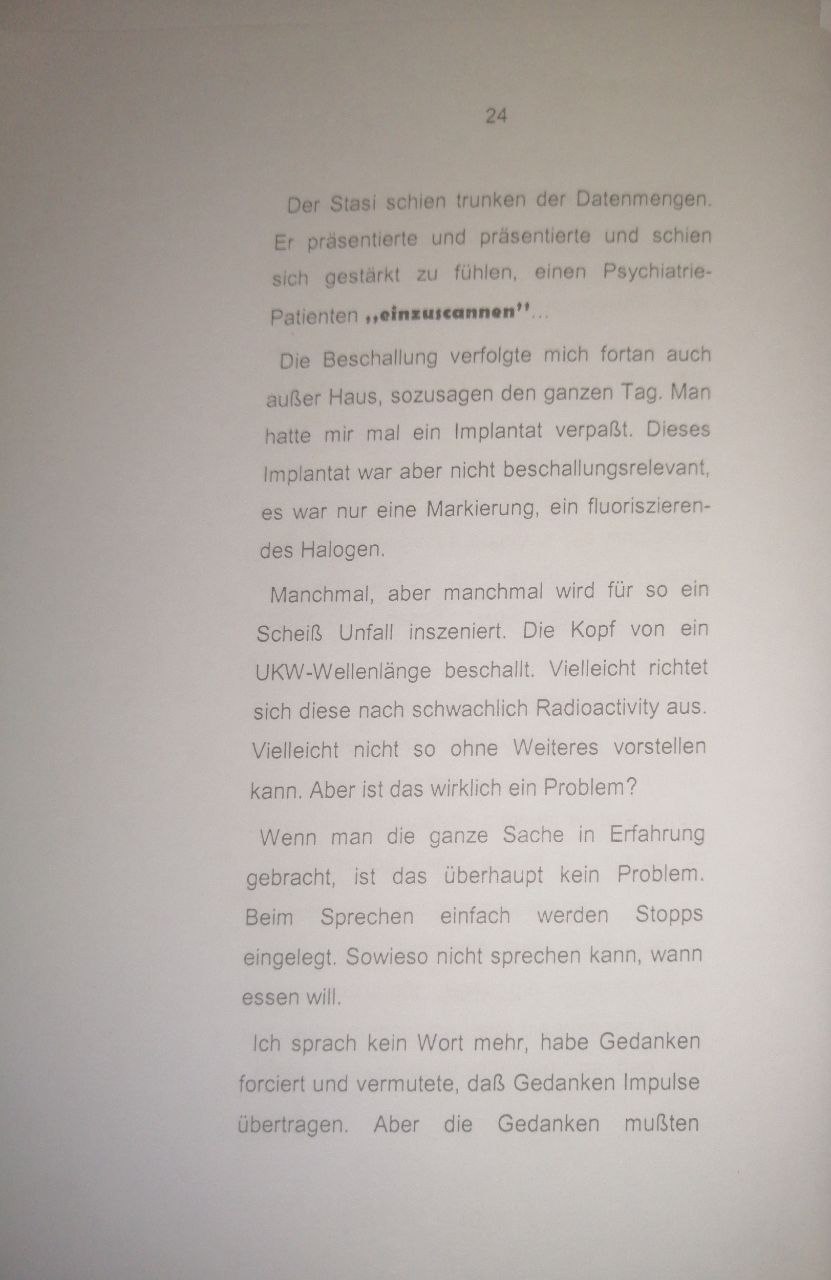 24
Der Stasi schien trunken der Datenmengen.
Er präsentierte und präsentierte und schien
sich gestärkt zu fühlen, einen Psychiatrie-
Patienten „einzuscannen”...
Die Beschallung verfolgte mich fortan auch
außer Haus, sozusagen den ganzen Tag. Man
hatte mir mal ein Implantat verpaßt. Dieses
Implantat war aber nicht beschallungsrelevant,
es war nur eine Markierung, ein fluoriszieren-
des Halogen.
Manchmal, aber manchmal wird für so ein
Scheiß Unfall inszeniert. Die Kopf von ein
UKW-Wellenlänge beschallt. Vielleicht richtet
sich diese nach schwachlich Radioactivity aus.
Vielleicht nicht so ohne Weiteres vorstellen
kann. Aber ist das wirklich ein Problem?
Wenn man die ganze Sache in Erfahrung
gebracht, ist das überhaupt kein Problem.
Beim Sprechen einfach werden Stopps
eingelegt. Sowieso nicht sprechen kann, wann
essen will.
Ich sprach kein Wort mehr, habe Gedanken
forciert und vermutete, daß Gedanken Impulse
übertragen. Aber die Gedanken mußten